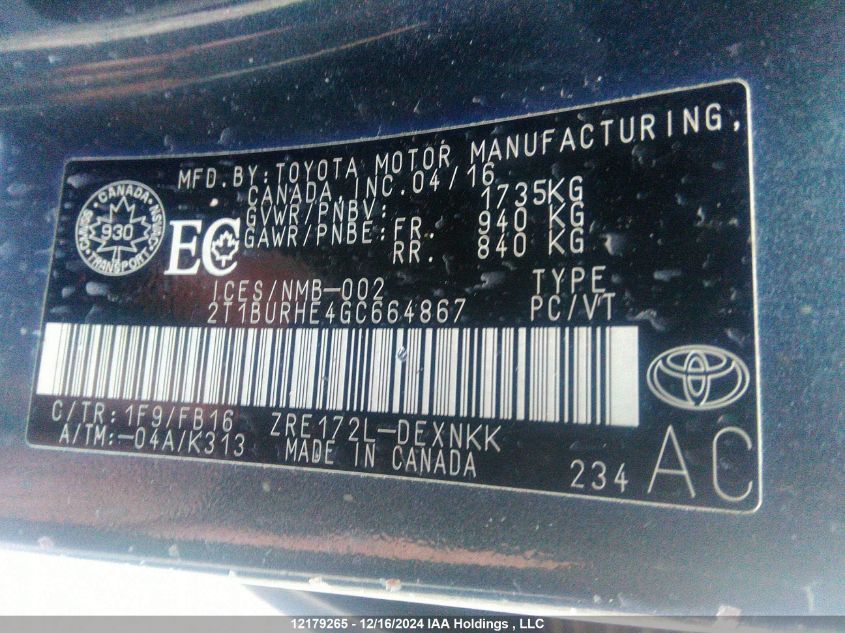 MFD.BY:TOYOTA MOTOR MANUFACTURING,
CANADA,INC.04/16
GVWR/PNBV: 1735KG
GAWR/PNBE: FR. 940 KG
RR. 840 KG
CANADA
930
TRANSPORT
EC
ICES/NMB-002
TYPE
2T1BURHE4GC664867
PC/VT
C/TR:1F9/FB16
ZRE172L-DEXNKK
A/TM:-04A/K313
MADE IN CANADA
234
AC
12179265 - 12/16/2024 IAA Holdings , LLC